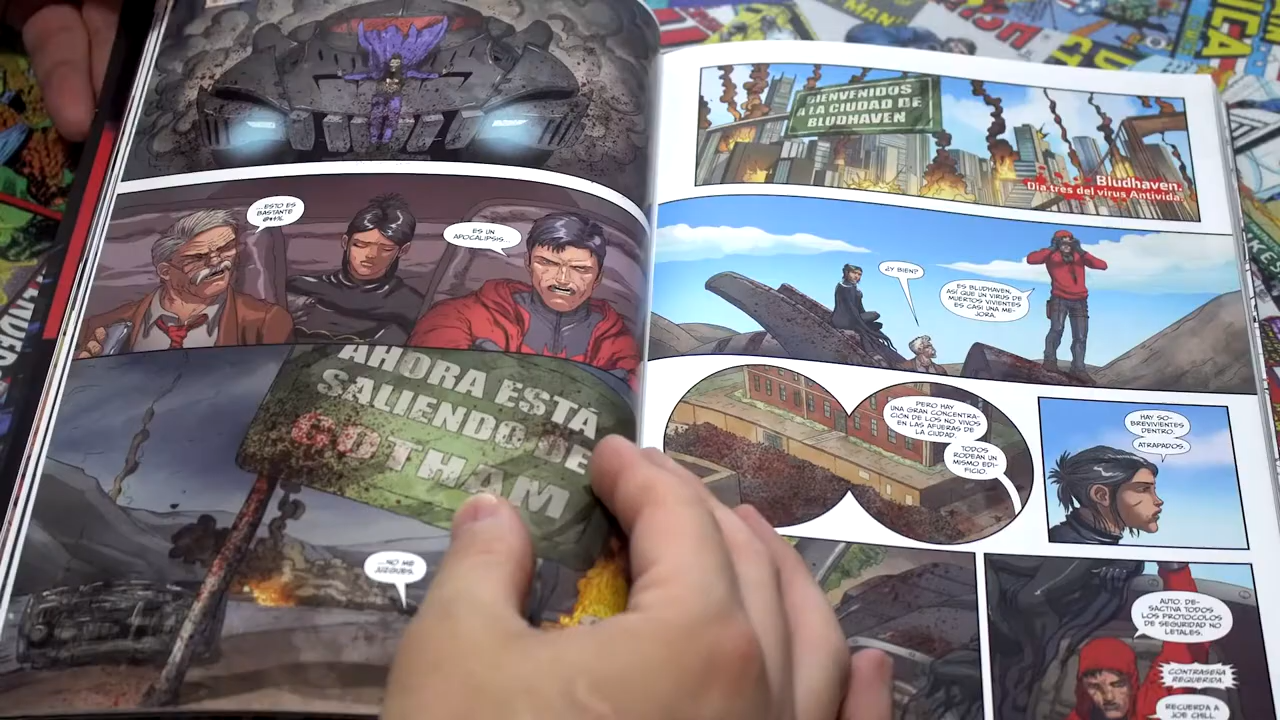 ...ESTO ES
BASTANTE
@#*%
ES UN
APOCALIPSIS...
AHORA ESTÁ
SALIENDO DE
GOTHAM
...NO ME
JUZGUES.
BIENVENIDOS
A LA CIUDAD DE
BLUDHAVEN
Bludhaven.
Día tres del virus Antivida.
¿Y BIEN?
ES BLUDHAVEN,
ASÍ QUE UN VIRUS DE
MUERTOS VIVIENTES
ES CASI UNA ME-
JORA.
PERO HAY
UNA GRAN CONCENTRA-
CIÓN DE LOS NO VIVOS
EN LAS AFUERAS DE
LA CIUDAD.
TODOS
RODEAN UN
MISMO EDI-
FICIO.
HAY SO-
BREVIVIENTES
DENTRO.
ATRAPADOS.
AUTO, DE-
SACTIVA TODOS
LOS PROTOCOLOS
DE SEGURIDAD NO
LETALES.
CONTRASEÑA
REQUERIDA.
RECUERDA A
JOE CHILL